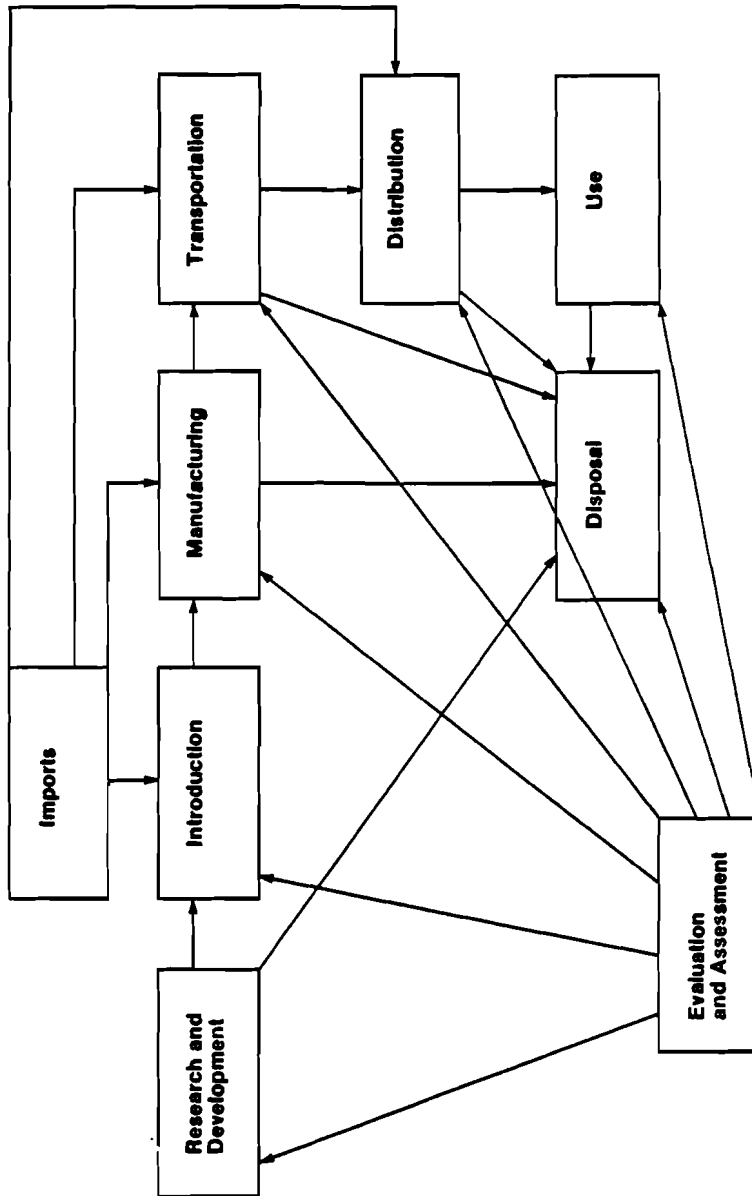 Imports
Research and
Development
Introduction
Manufacturing
Transportation
Distribution
Evaluation
and Assessment
Disposal
Use